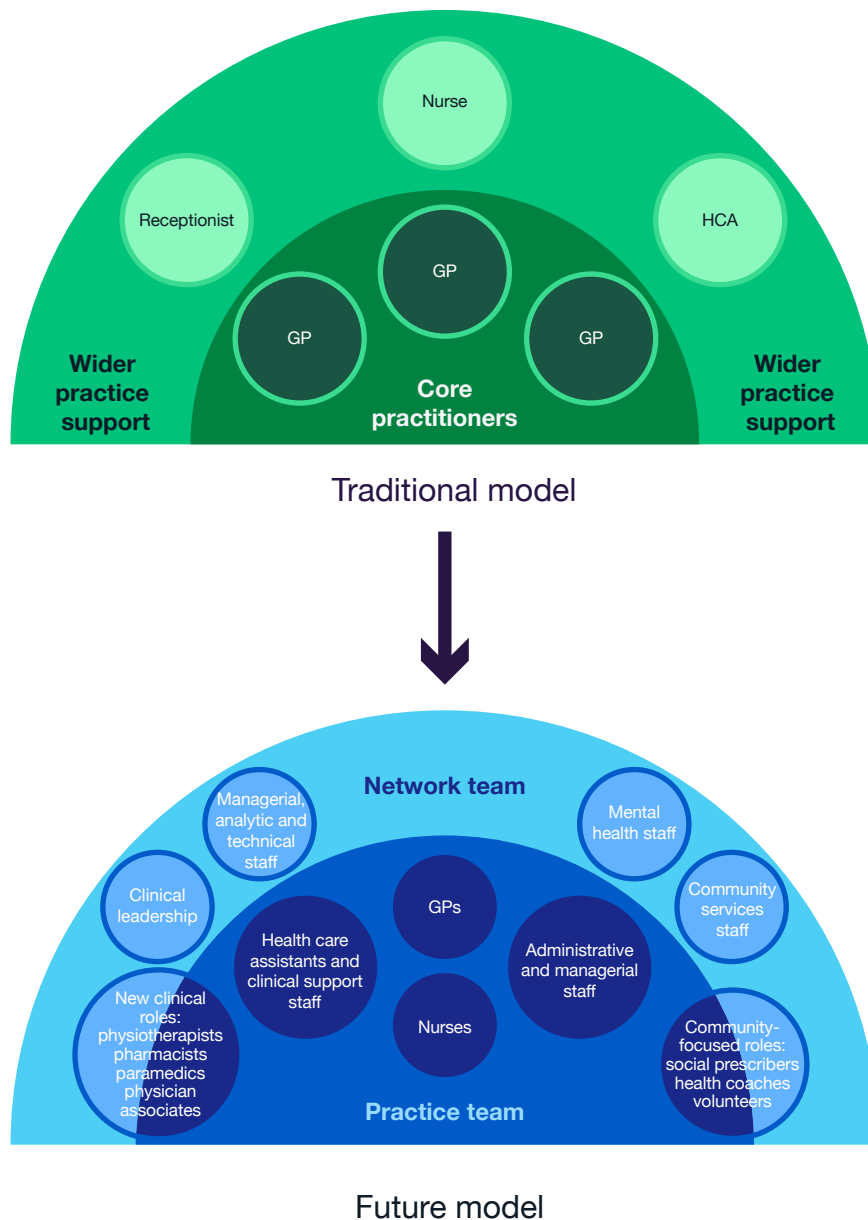 Nurse
Receptionist
HCA
GP
GP
GP
Wider
practice
support
Core
practitioners
Wider
practice
support
Traditional model
Network team
Managerial,
analytic and
technical
staff
Mental
health staff
Clinical
leadership
Community
services
staff
GPs
Health care
assistants and
clinical support
staff
Administrative
and managerial
staff
Nurses
New clinical
roles:
physiotherapists
pharmacists
paramedics
physician
associates
Community-
focused roles:
social prescribers
health coaches
volunteers
Practice team
Future model